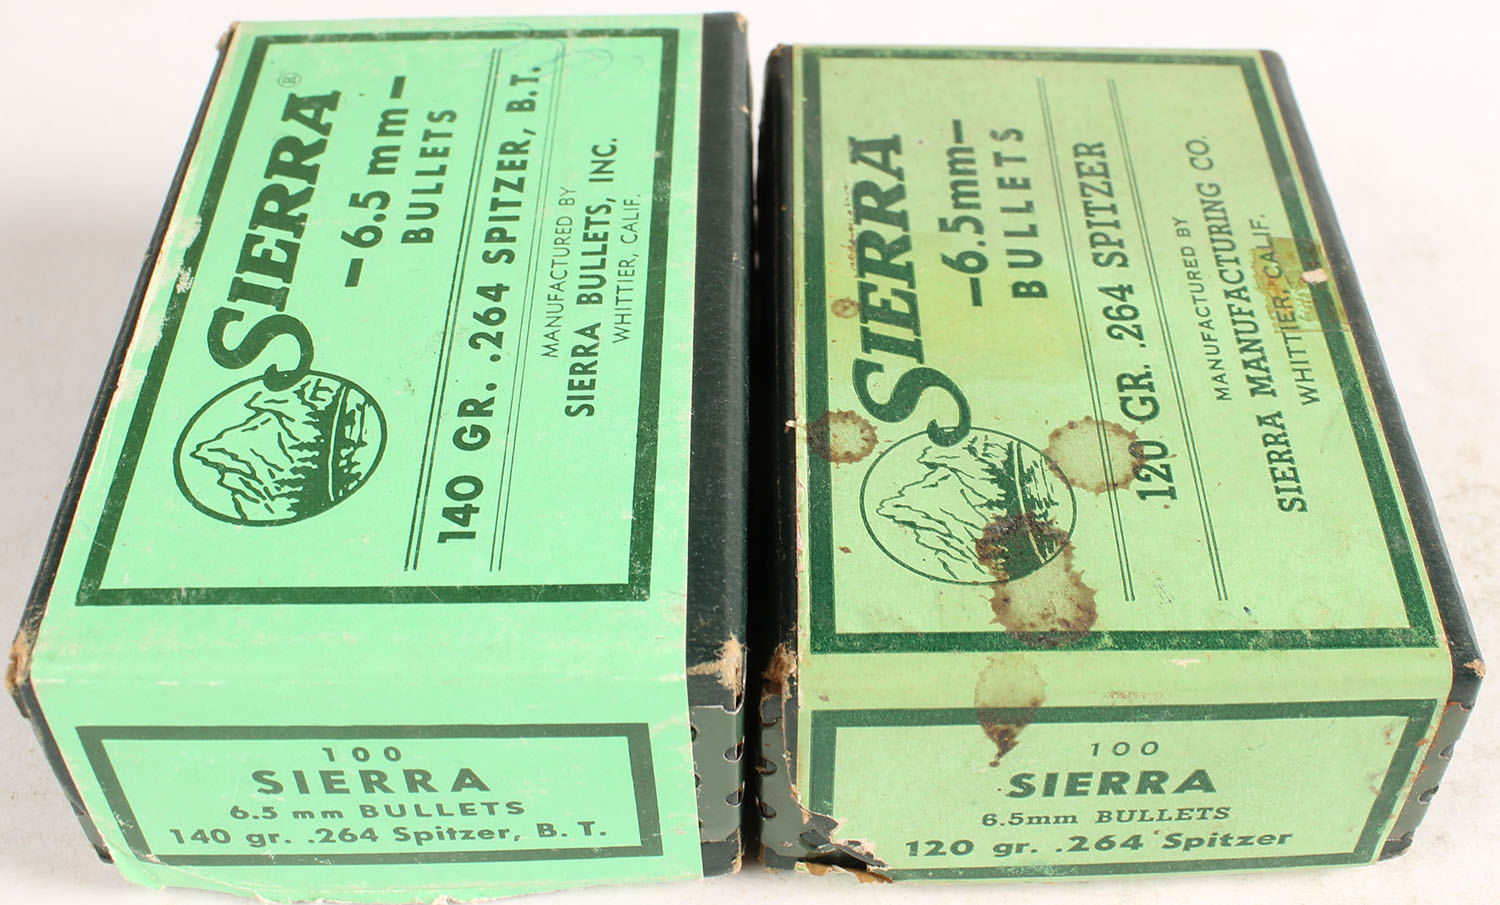 SIERRA®
—6.5 mm—
BULLETS
140 GR. .264 SPITZER, B.T.
MANUFACTURED BY
SIERRA BULLETS, INC.
WHITTIER, CALIF.
100
SIERRA
6.5 mm BULLETS
140 gr. .264 Spitzer, B. T.
SIERRA
—6.5mm—
BULLETS
120 GR. .264 SPITZER
MANUFACTURED BY
SIERRA MANUFACTURING CO.
WHITTIER, CALIF.
100
SIERRA
6.5mm BULLETS
120 gr. .264 Spitzer